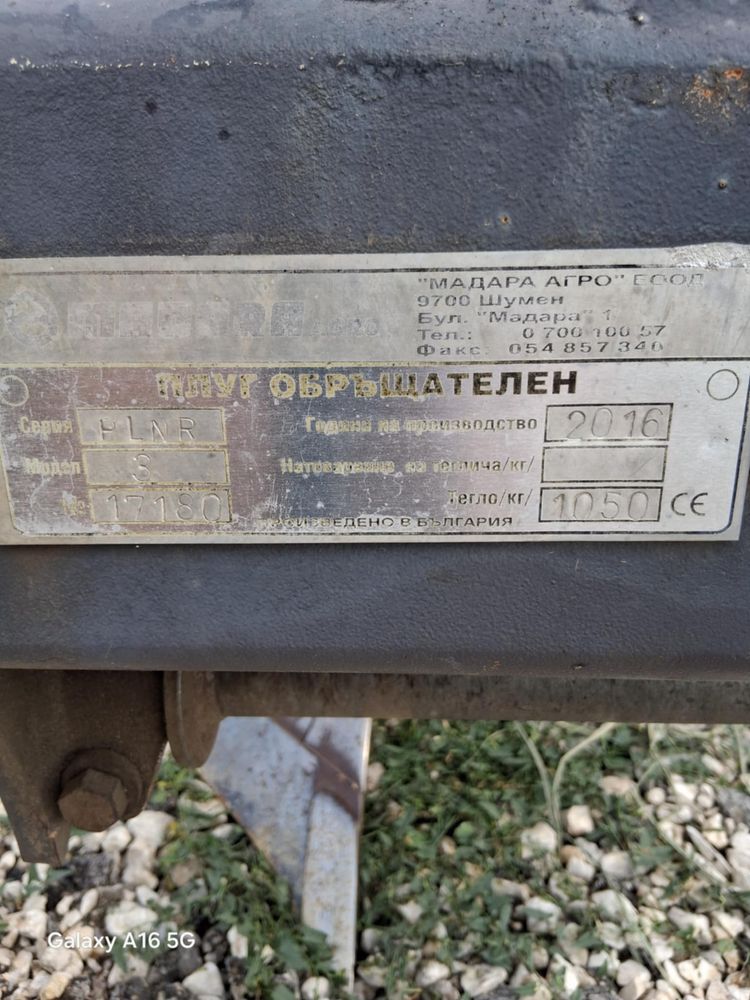 "МАДАРА АГРО" ЕООД
9700 Шумен
Бул. "Мадара" 1
Тел.: 0 700 100 57
Факс: 054 857 340
ПЛУГ ОБРЪЩАТЕЛЕН
Серия PLNR Година на производство 2016
Модел 3 Натоварване на теглича/кг/
№ 17180 Тегло/кг/ 1050 CE
ПРОИЗВЕДЕНО В БЪЛГАРИЯ
Galaxy A16 5G